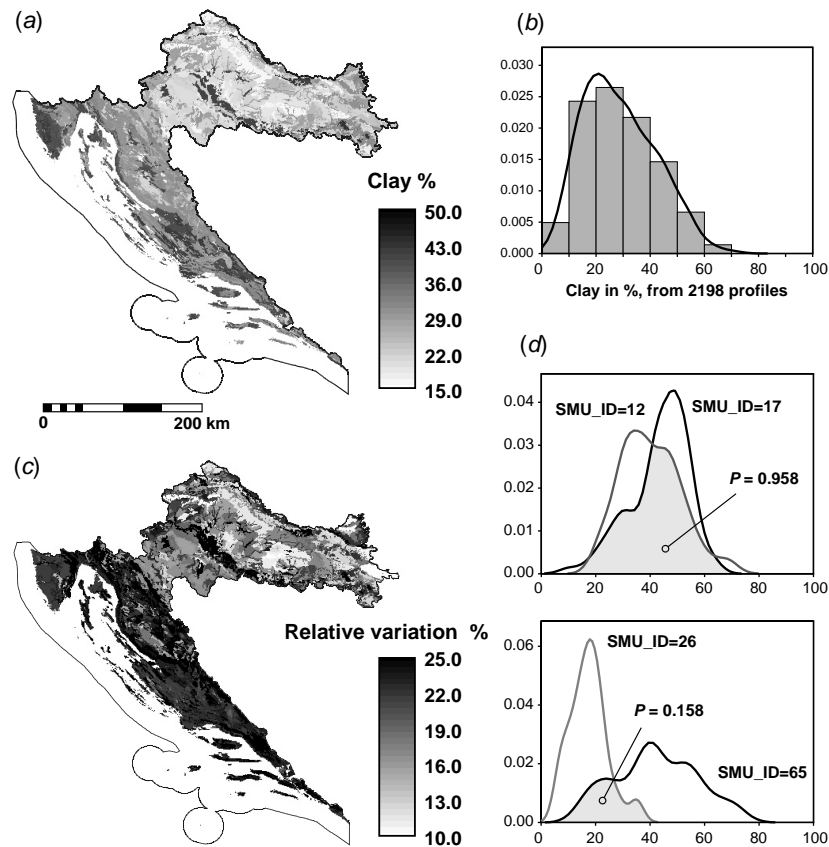 (a)
Clay %
50.0
43.0
36.0
29.0
22.0
15.0
0 200 km
(b)
0.030
0.025
0.020
0.015
0.010
0.005
0.000
0 20 40 60 80 100
Clay in %, from 2198 profiles
(c)
Relative variation %
25.0
22.0
19.0
16.0
13.0
10.0
(d)
0.04
0.03
0.02
0.01
0.00
SMU_ID=12
SMU_ID=17
P = 0.958
0 20 40 60 80 100
0.06
0.04
0.02
0.00
SMU_ID=26
P = 0.158
SMU_ID=65
0 20 40 60 80 100